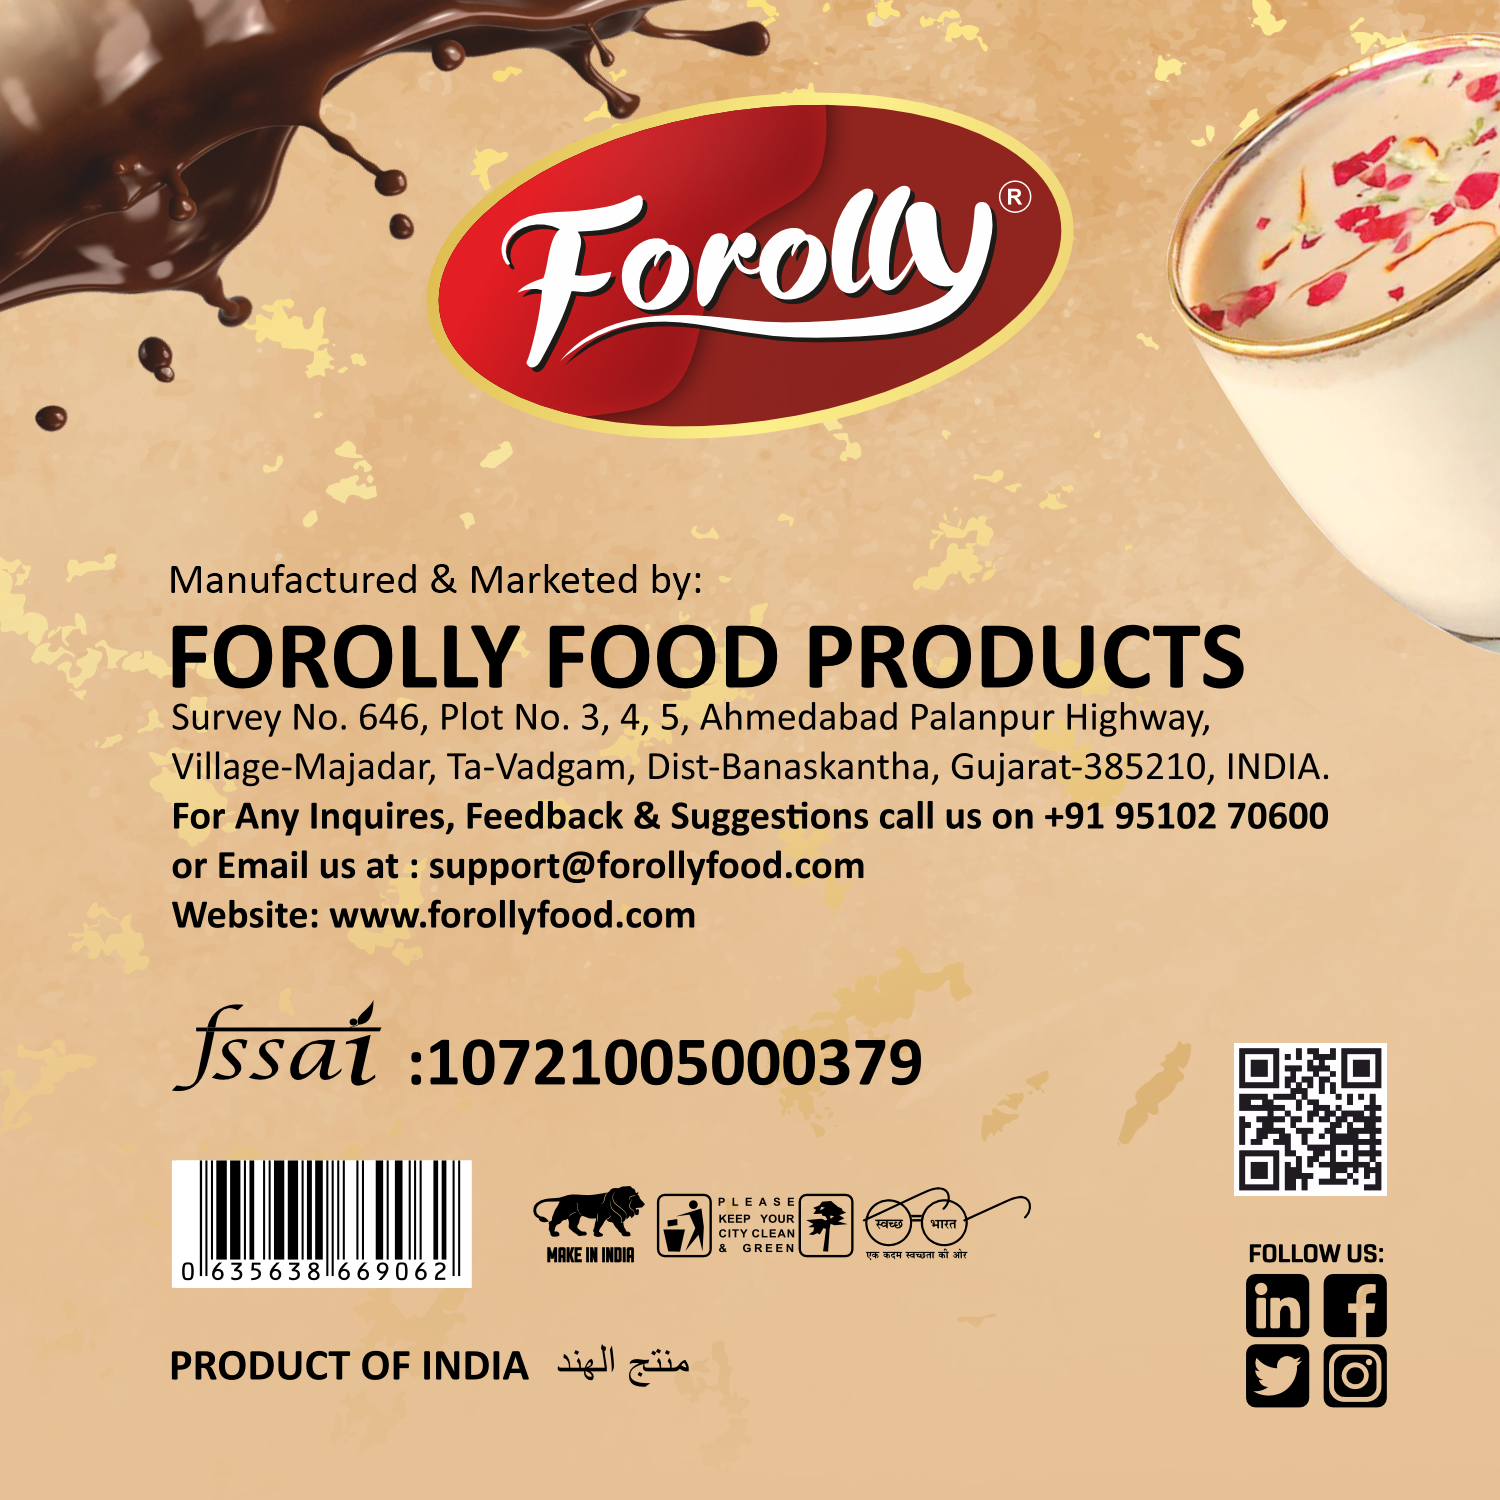 Forolly®
Manufactured & Marketed by:
FOROLLY FOOD PRODUCTS
Survey No. 646, Plot No. 3, 4, 5, Ahmedabad Palanpur Highway,
Village-Majadar, Ta-Vadgam, Dist-Banaskantha, Gujarat-385210, INDIA.
For Any Inquires, Feedback & Suggestions call us on +91 95102 70600
or Email us at : support@forollyfood.com
Website: www.forollyfood.com
fssai :10721005000379
0 635638 669062
MAKE IN INDIA
PLEASE
KEEP YOUR
CITY CLEAN
& GREEN
स्वच्छ भारत
एक कदम स्वच्छता की ओर
FOLLOW US:
in f
PRODUCT OF INDIA منتج الهند